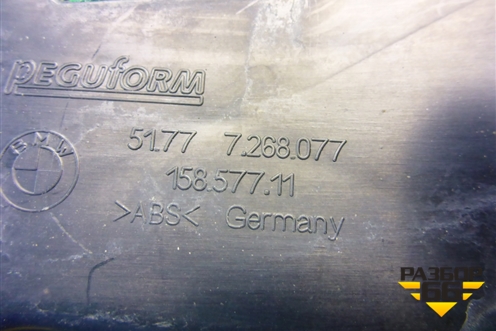 PEGUFORM
51.77 7.268.077
BMW
158.577.11
>ABS< Germany
РАЗБОР